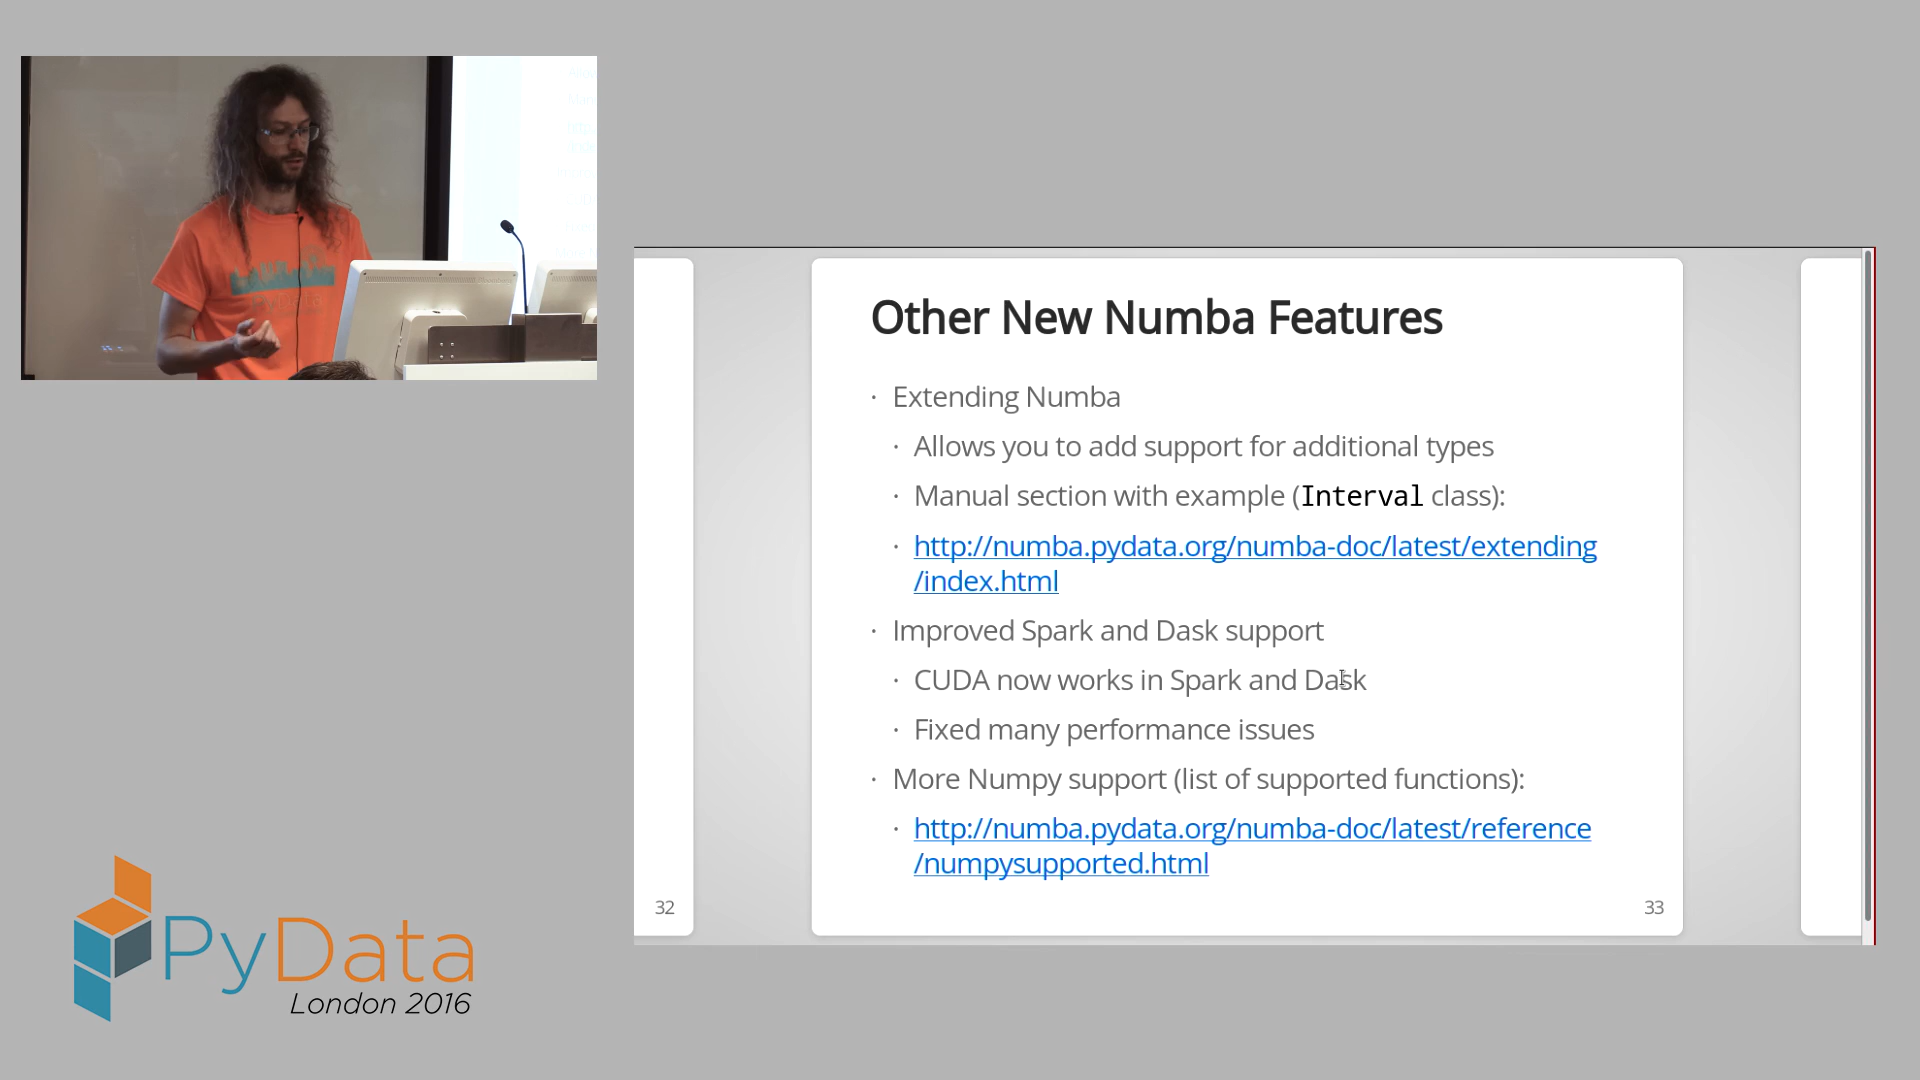 Other New Numba Features
· Extending Numba
· Allows you to add support for additional types
· Manual section with example (Interval class):
· http://numba.pydata.org/numba-doc/latest/extending
/index.html
· Improved Spark and Dask support
· CUDA now works in Spark and Dask
· Fixed many performance issues
· More Numpy support (list of supported functions):
· http://numba.pydata.org/numba-doc/latest/reference
/numpysupported.html
32
33
PyData
London 2016